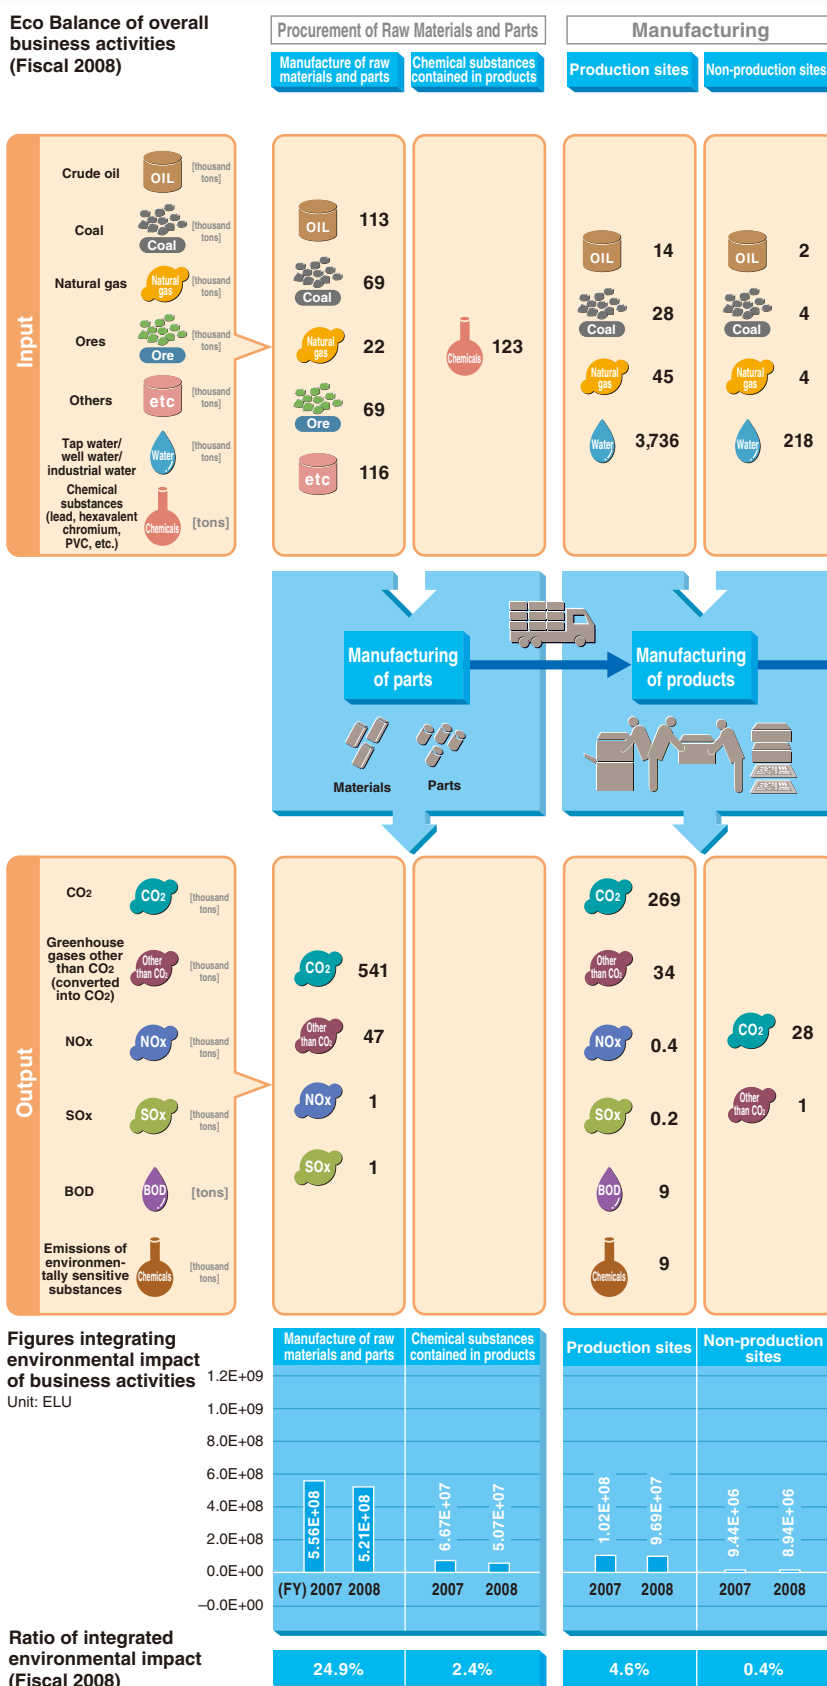 Eco Balance of overall
business activities
(Fiscal 2008)
Procurement of Raw Materials and Parts
Manufacturing
Manufacture of raw
materials and parts
Chemical substances
contained in products
Production sites
Non-production sites
Input
Crude oil
OIL
[thousand
tons]
Coal
Coal
[thousand
tons]
Natural gas
Natural
gas
[thousand
tons]
Ores
Ore
[thousand
tons]
Others
etc
[thousand
tons]
Tap water/
well water/
industrial water
Water
[thousand
tons]
Chemical
substances
(lead, hexavalent
chromium,
PVC, etc.)
Chemicals
[tons]
OIL 113
Coal 69
Natural
gas
22
Ore 69
etc 116
Chemicals 123
OIL 14
Coal 28
Natural
gas
45
Water 3,736
OIL 2
Coal 4
Natural
gas
4
Water 218
Manufacturing
of parts
Materials
Parts
Manufacturing
of products
Output
CO2
CO2
[thousand
tons]
Greenhouse
gases other
than CO2
(converted
into CO2)
Other
than CO2
[thousand
tons]
NOx
NOx
[thousand
tons]
SOx
SOx
[thousand
tons]
BOD
BOD
[tons]
Emissions of
environmen-
tally sensitive
substances
Chemicals
[thousand
tons]
CO2 541
Other
than CO2
47
NOx 1
SOx 1
CO2 269
Other
than CO2
34
NOx 0.4
SOx 0.2
BOD 9
Chemicals 9
CO2 28
Other
than CO2
1
Figures integrating
environmental impact
of business activities
Unit: ELU
Manufacture of raw
materials and parts
Chemical substances
contained in products
Production sites
Non-production
sites
1.2E+09
1.0E+09
8.0E+08
6.0E+08
4.0E+08
2.0E+08
0.0E+00
–0.0E+00
5.56E+08
5.21E+08
6.67E+07
5.07E+07
1.02E+08
9.69E+07
9.44E+06
8.94E+06
(FY) 2007 2008
2007 2008
2007 2008
2007 2008
Ratio of integrated
environmental impact
(Fiscal 2008)
24.9%
2.4%
4.6%
0.4%